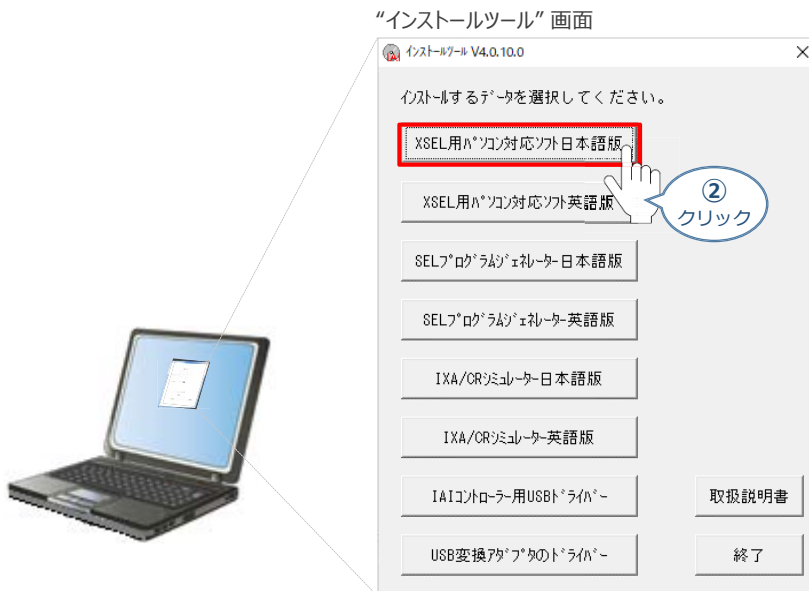 “インストールツール” 画面
ｲﾝｽﾄｰﾙﾂｰﾙ V4.0.10.0
ｲﾝｽﾄｰﾙするﾃﾞｰﾀを選択してください。
XSEL用ﾊﾟｿｺﾝ対応ｿﾌﾄ日本語版
XSEL用ﾊﾟｿｺﾝ対応ｿﾌﾄ英語版
②
クリック
SELﾌﾟﾛｸﾞﾗﾑｼﾞｪﾈﾚｰﾀｰ日本語版
SELﾌﾟﾛｸﾞﾗﾑｼﾞｪﾈﾚｰﾀｰ英語版
IXA/CRｼﾐｭﾚｰﾀｰ日本語版
IXA/CRｼﾐｭﾚｰﾀｰ英語版
IAIｺﾝﾄﾛｰﾗｰ用USBﾄﾞﾗｲﾊﾞｰ
取扱説明書
USB変換ｱﾀﾞﾌﾟﾀのﾄﾞﾗｲﾊﾞｰ
終了